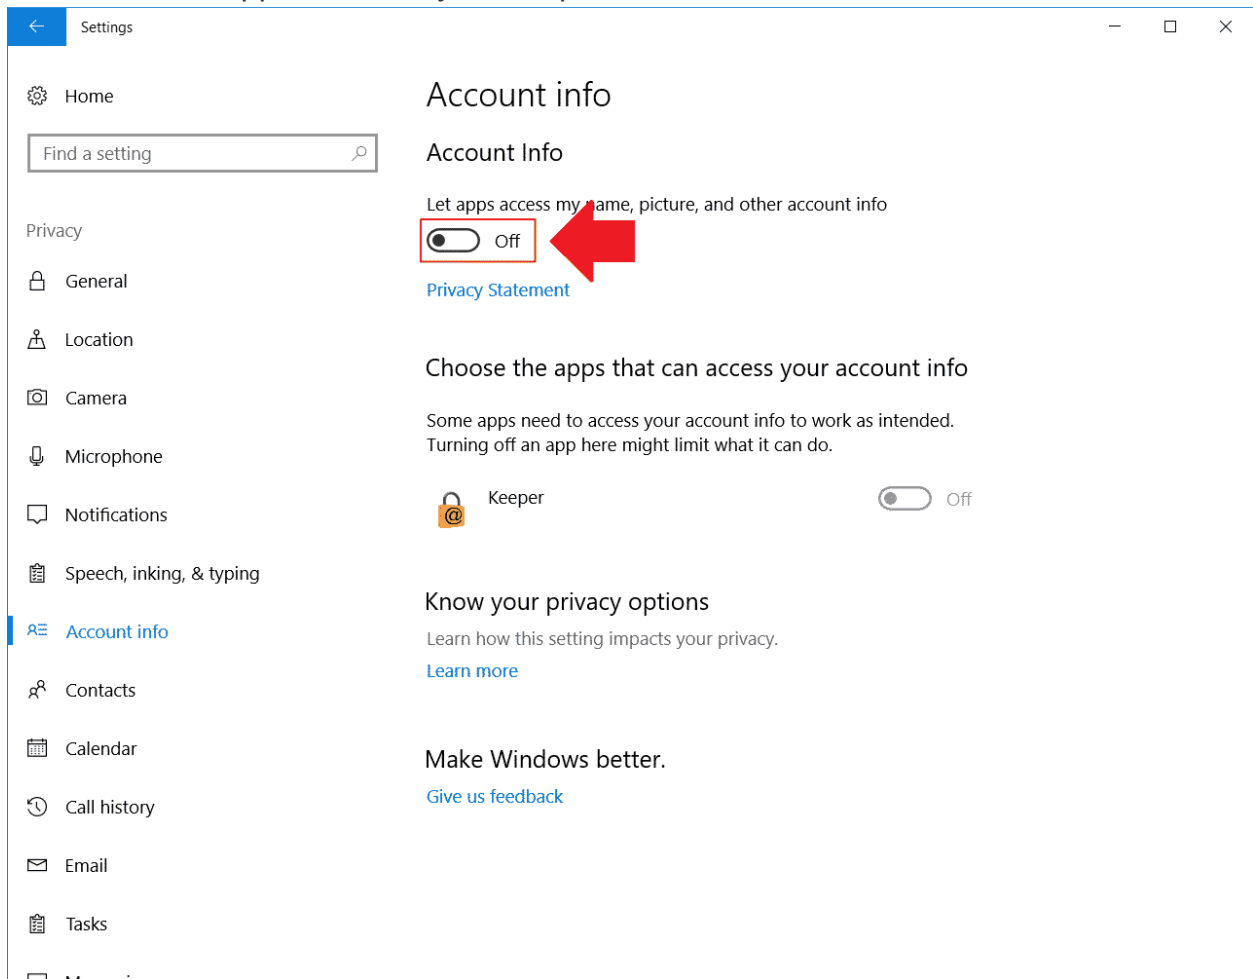 Settings
Home
Find a setting
Privacy
General
Location
Camera
Microphone
Notifications
Speech, inking, & typing
Account info
Contacts
Calendar
Call history
Email
Tasks
Account info
Account Info
Let apps access my name, picture, and other account info
Off
Privacy Statement
Choose the apps that can access your account info
Some apps need to access your account info to work as intended.
Turning off an app here might limit what it can do.
@
Keeper
Off
Know your privacy options
Learn how this setting impacts your privacy.
Learn more
Make Windows better.
Give us feedback